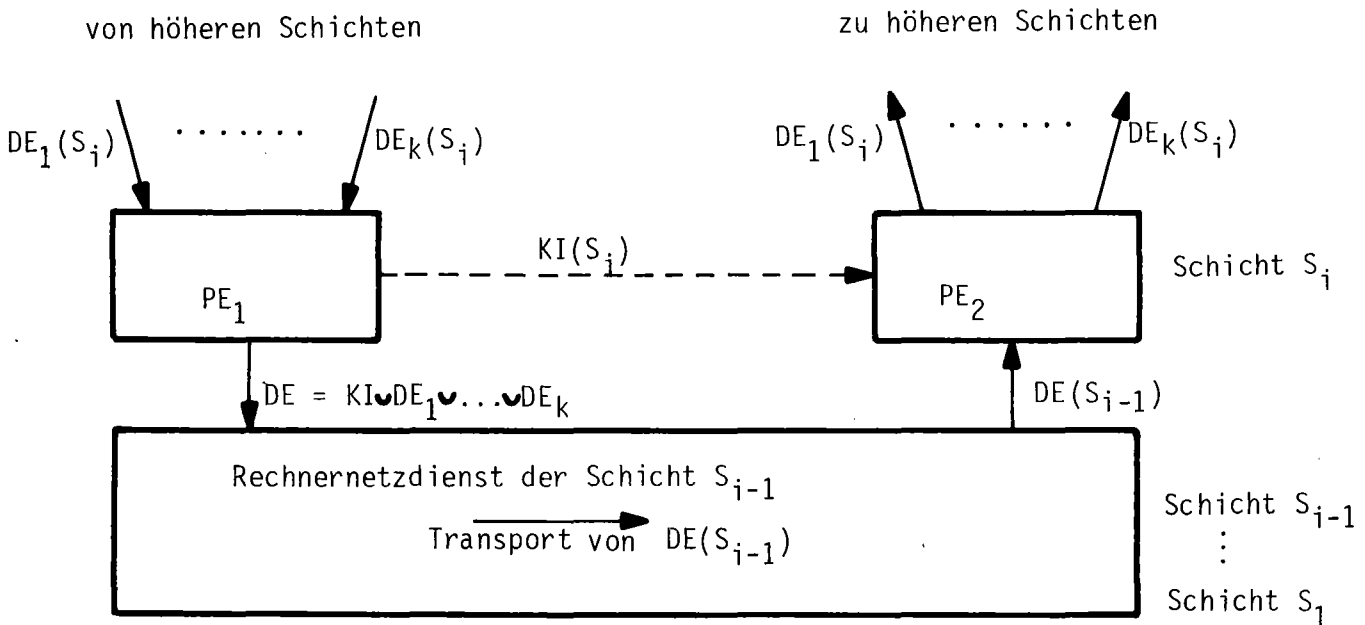 von höheren Schichten
zu höheren Schichten
DE₁(Sᵢ)
.......
DEₖ(Sᵢ)
DE₁(Sᵢ)
......
DEₖ(Sᵢ)
KI(Sᵢ)
Schicht Sᵢ
PE₁
PE₂
DE = KI∪DE₁∪...∪DEₖ
DE(Sᵢ₋₁)
Rechnernetzdienst der Schicht Sᵢ₋₁
Schicht Sᵢ₋₁
Transport von DE(Sᵢ₋₁)
⋮
Schicht S₁